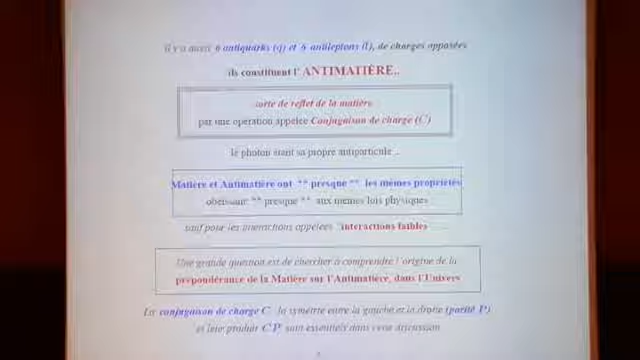 il y a aussi 6 antiquarks (q) et 6 antileptons (l), de charges opposées
ils constituent l' ANTIMATIÈRE..
sorte de reflet de la matière
par une operation appelée Conjugaison de charge (C)
le photon étant sa propre antiparticule ..
Matière et Antimatière ont " presque " les mêmes propriétés
obéissant " presque " aux mêmes lois physiques
sauf pour les interactions appelées interactions faibles
Une grande question est de chercher à comprendre l'origine de la
prépondérance de la Matière sur l'Antimatière, dans l'Univers
La conjugaison de charge C la symétrie entre la gauche et la droite (parité P)
et leur produit CP sont essentiels dans cette discussion